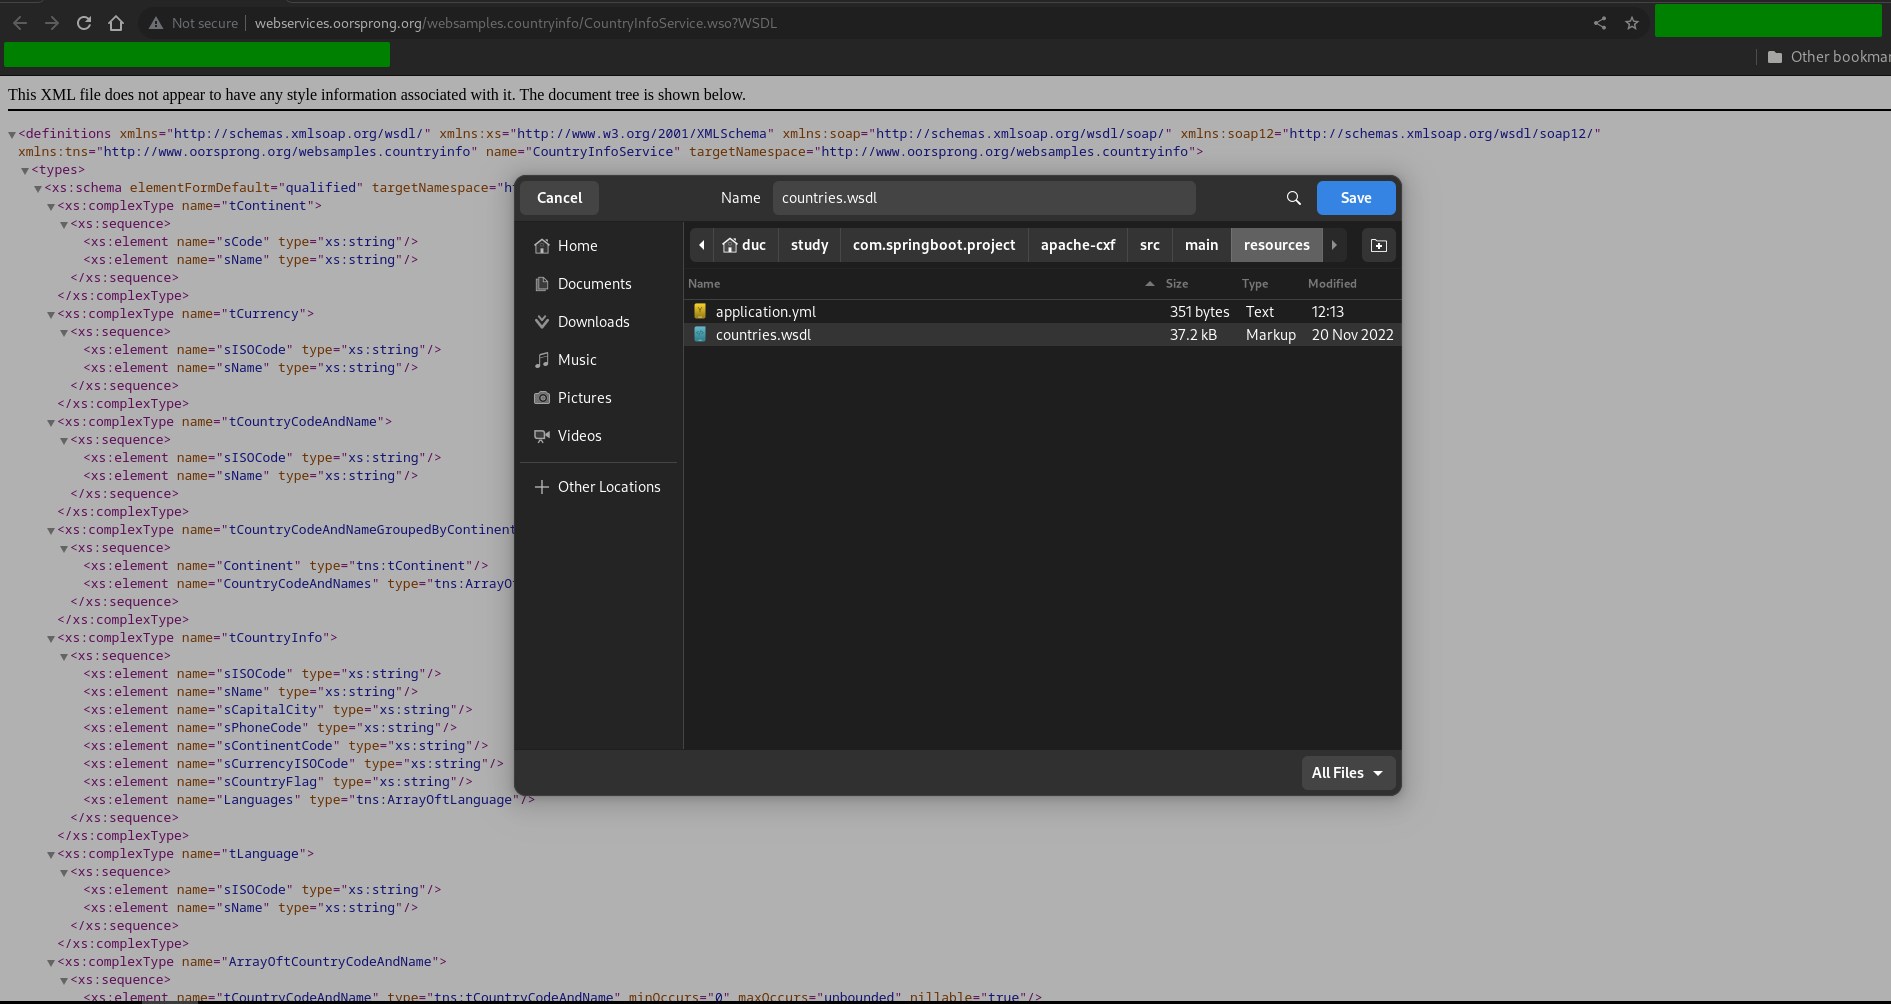 Not secure webservices.oorsprong.org/websamples.countryinfo/CountryInfoService.wso?WSDL
Other bookmar
This XML file does not appear to have any style information associated with it. The document tree is shown below.
<definitions xmlns="http://schemas.xmlsoap.org/wsdl/" xmlns:xs="http://www.w3.org/2001/XMLSchema" xmlns:soap="http://schemas.xmlsoap.org/wsdl/soap/" xmlns:soap12="http://schemas.xmlsoap.org/wsdl/soap12/"
xmlns:tns="http://www.oorsprong.org/websamples.countryinfo" name="CountryInfoService" targetNamespace="http://www.oorsprong.org/websamples.countryinfo">
<types>
<xs:schema elementFormDefault="qualified" targetNamespace="h
<xs:complexType name="tContinent">
<xs:sequence>
<xs:element name="sCode" type="xs:string"/>
<xs:element name="sName" type="xs:string"/>
</xs:sequence>
</xs:complexType>
<xs:complexType name="tCurrency">
<xs:sequence>
<xs:element name="sISOCode" type="xs:string"/>
<xs:element name="sName" type="xs:string"/>
</xs:sequence>
</xs:complexType>
<xs:complexType name="tCountryCodeAndName">
<xs:sequence>
<xs:element name="sISOCode" type="xs:string"/>
<xs:element name="sName" type="xs:string"/>
</xs:sequence>
</xs:complexType>
<xs:complexType name="tCountryCodeAndNameGroupedByContinent
<xs:sequence>
<xs:element name="Continent" type="tns:tContinent"/>
<xs:element name="CountryCodeAndNames" type="tns:ArrayO
</xs:sequence>
</xs:complexType>
<xs:complexType name="tCountryInfo">
<xs:sequence>
<xs:element name="sISOCode" type="xs:string"/>
<xs:element name="sName" type="xs:string"/>
<xs:element name="sCapitalCity" type="xs:string"/>
<xs:element name="sPhoneCode" type="xs:string"/>
<xs:element name="sContinentCode" type="xs:string"/>
<xs:element name="sCurrencyISOCode" type="xs:string"/>
<xs:element name="sCountryFlag" type="xs:string"/>
<xs:element name="Languages" type="tns:ArrayOftLanguage"/>
</xs:sequence>
</xs:complexType>
<xs:complexType name="tLanguage">
<xs:sequence>
<xs:element name="sISOCode" type="xs:string"/>
<xs:element name="sName" type="xs:string"/>
</xs:sequence>
</xs:complexType>
<xs:complexType name="ArrayOftCountryCodeAndName">
<xs:sequence>
<xs:element name="tCountryCodeAndName" type="tns:tCountryCodeAndName" minOccurs="0" maxOccurs="unbounded" nillable="true"/>
Cancel Name countries.wsdl Save
Home
Documents
Downloads
Music
Pictures
Videos
Other Locations
duc study com.springboot.project apache-cxf src main resources
Name Size Type Modified
application.yml 351 bytes Text 12:13
countries.wsdl 37.2 kB Markup 20 Nov 2022
All Files